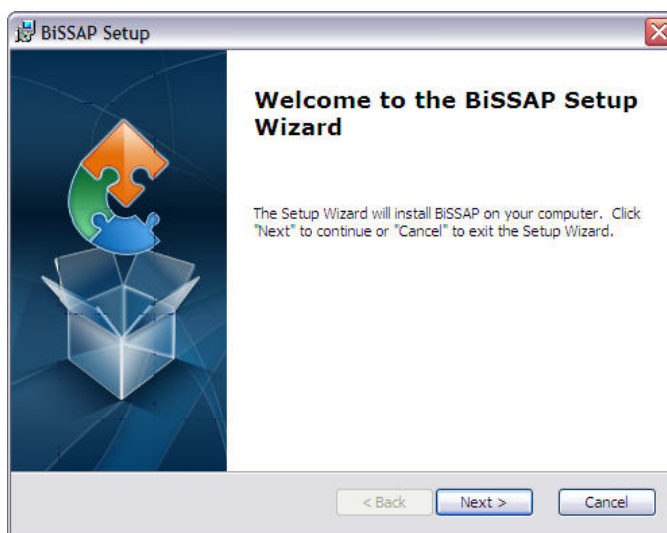 BiSSAP Setup
Welcome to the BiSSAP Setup
Wizard
The Setup Wizard will install BiSSAP on your computer. Click
"Next" to continue or "Cancel" to exit the Setup Wizard.
< Back Next > Cancel